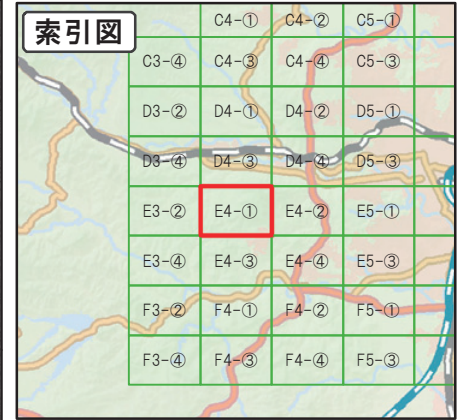 索引図
C4-① C4-② C5-①
C3-④ C4-③ C4-④ C5-③
D3-② D4-① D4-② D5-①
D3-④ D4-③ D4-④ D5-③
E3-② E4-① E4-② E5-①
E3-④ E4-③ E4-④ E5-③
F3-② F4-① F4-② F5-①
F3-④ F4-③ F4-④ F5-③